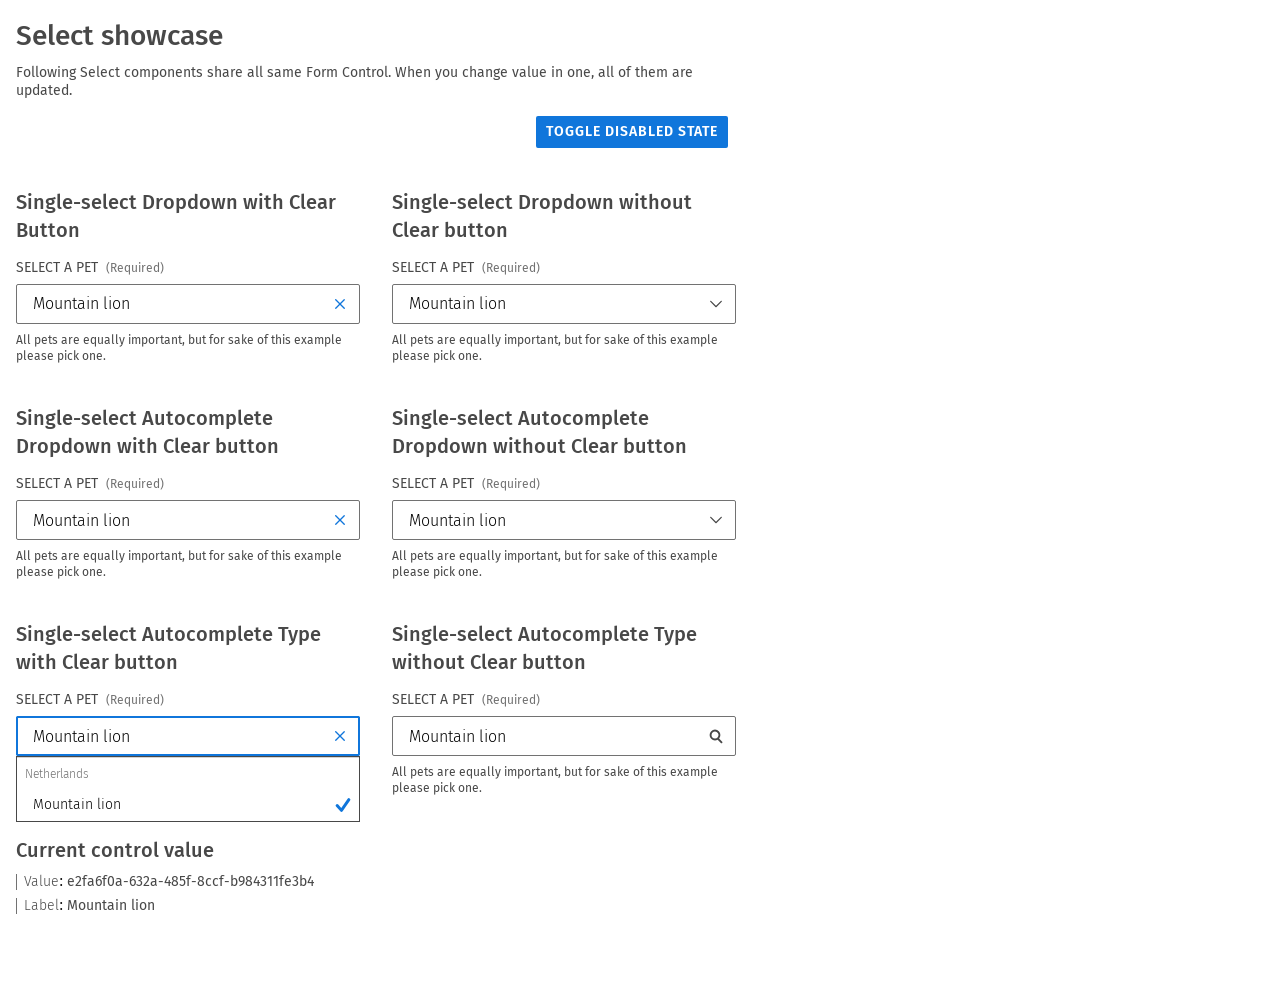 Select showcase
Following Select components share all same Form Control. When you change value in one, all of them are
updated.
TOGGLE DISABLED STATE
Single-select Dropdown with Clear
Button
SELECT A PET (Required)
Mountain lion
All pets are equally important, but for sake of this example
please pick one.
Single-select Dropdown without
Clear button
SELECT A PET (Required)
Mountain lion
All pets are equally important, but for sake of this example
please pick one.
Single-select Autocomplete
Dropdown with Clear button
SELECT A PET (Required)
Mountain lion
All pets are equally important, but for sake of this example
please pick one.
Single-select Autocomplete
Dropdown without Clear button
SELECT A PET (Required)
Mountain lion
All pets are equally important, but for sake of this example
please pick one.
Single-select Autocomplete Type
with Clear button
SELECT A PET (Required)
Mountain lion
Netherlands
Mountain lion
Single-select Autocomplete Type
without Clear button
SELECT A PET (Required)
Mountain lion
All pets are equally important, but for sake of this example
please pick one.
Current control value
Value: e2fa6f0a-632a-485f-8ccf-b984311fe3b4
Label: Mountain lion